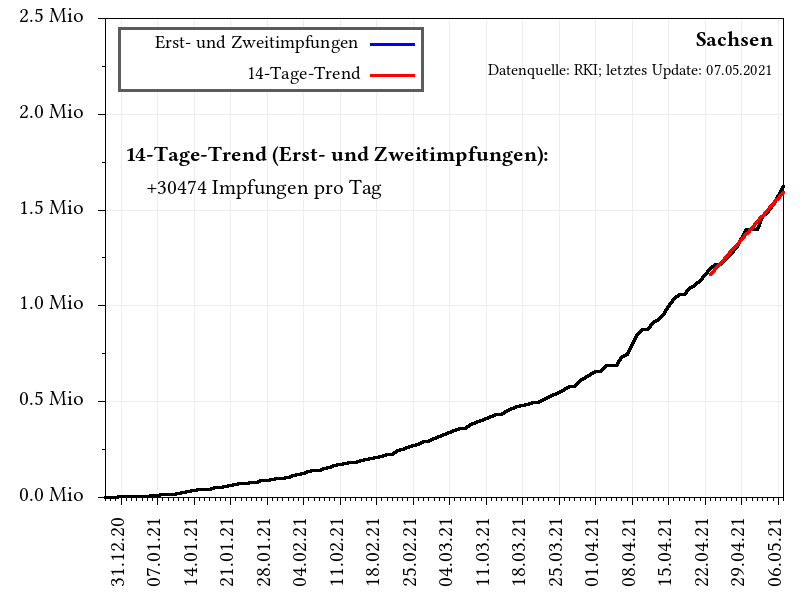 2.5 Mio
2.0 Mio
1.5 Mio
1.0 Mio
0.5 Mio
0.0 Mio
Erst- und Zweitimpfungen
14-Tage-Trend
Sachsen
Datenquelle: RKI; letztes Update: 07.05.2021
14-Tage-Trend (Erst- und Zweitimpfungen):
+30474 Impfungen pro Tag
31.12.20
07.01.21
14.01.21
21.01.21
28.01.21
04.02.21
11.02.21
18.02.21
25.02.21
04.03.21
11.03.21
18.03.21
25.03.21
01.04.21
08.04.21
15.04.21
22.04.21
29.04.21
06.05.21